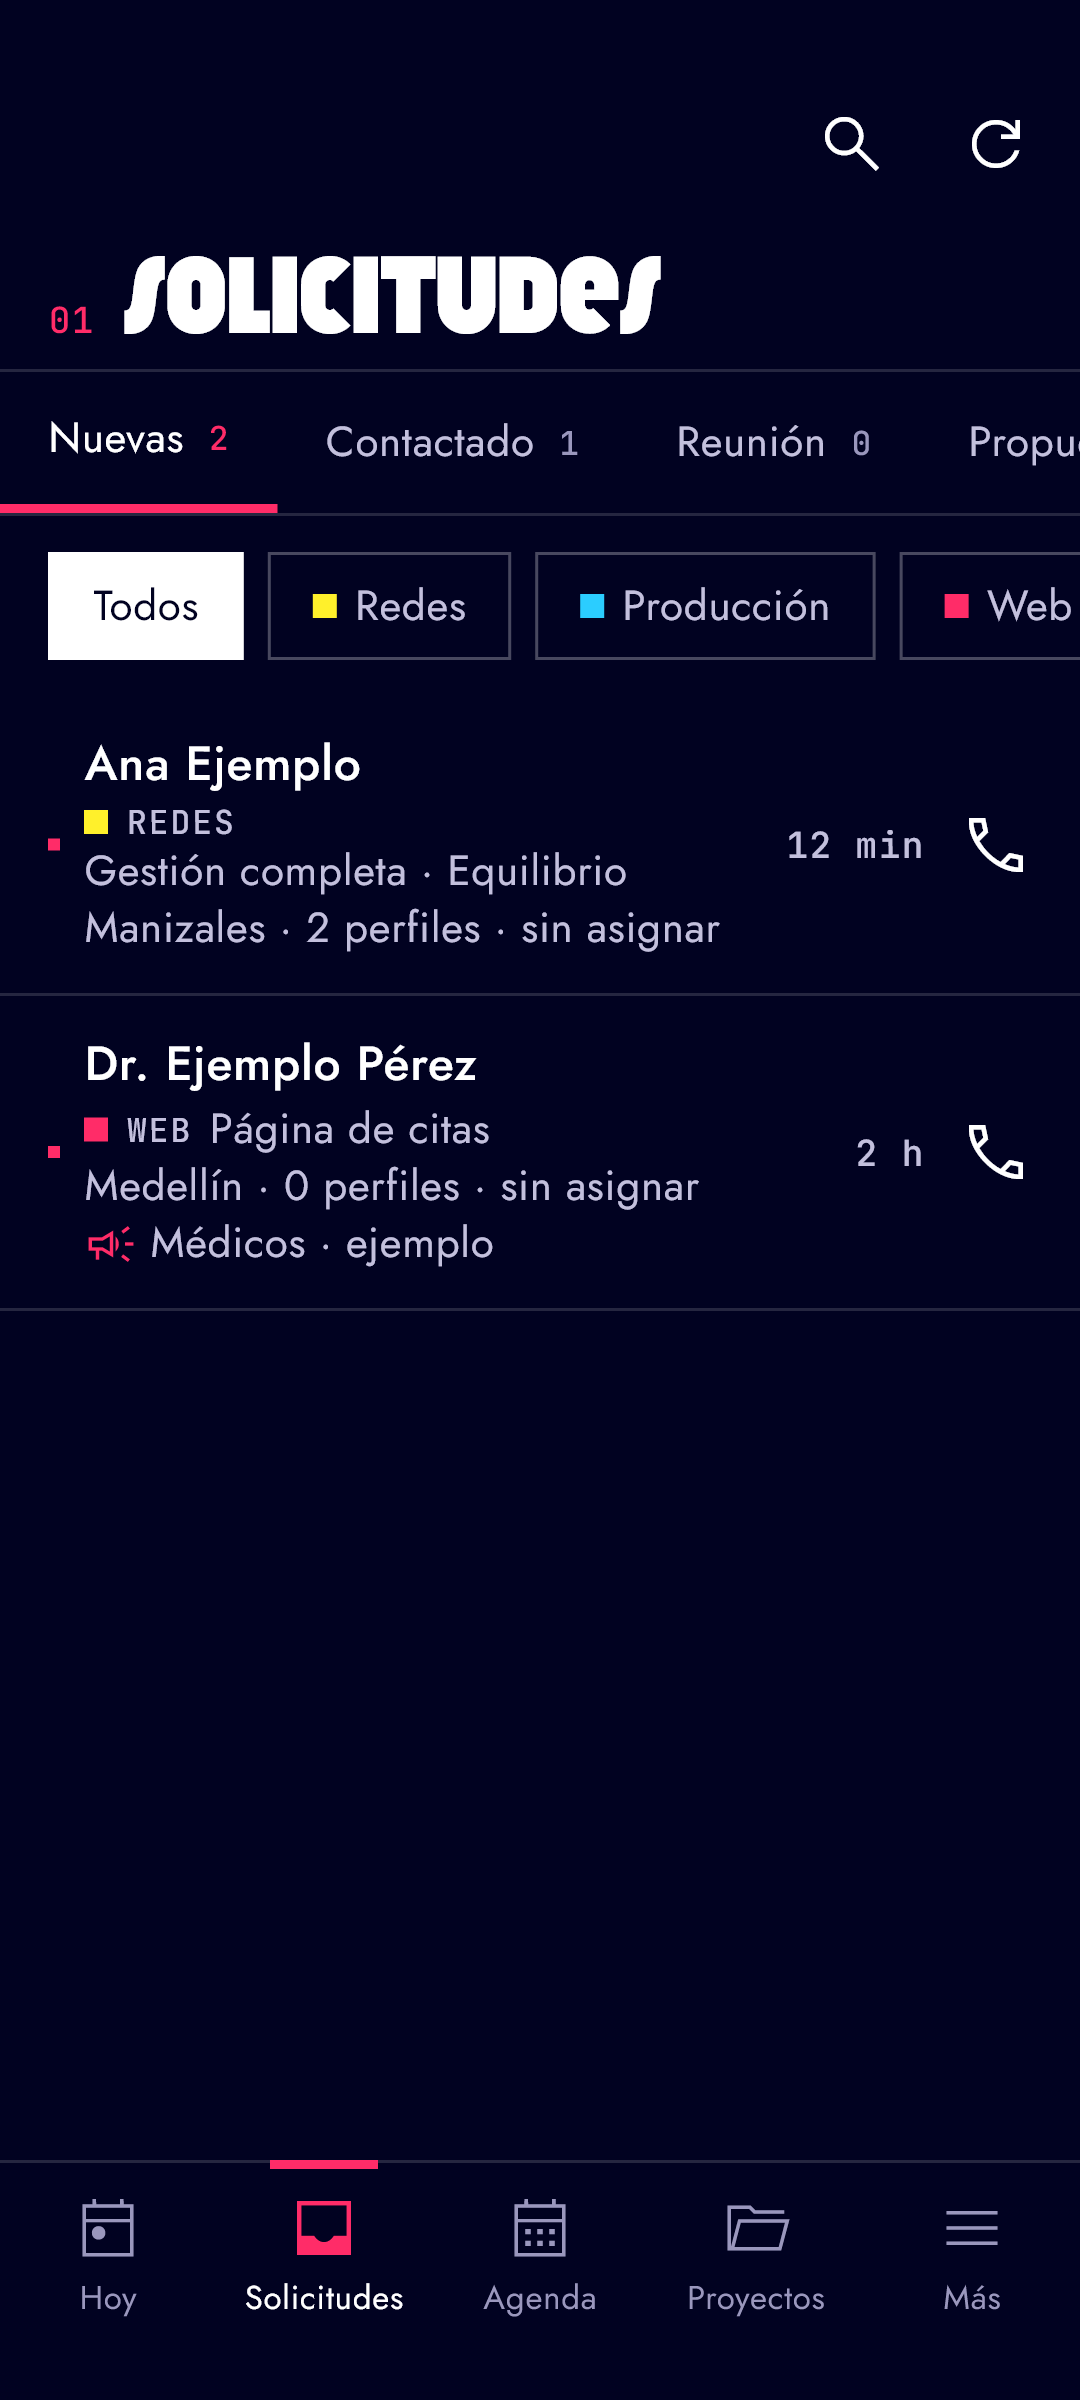 01 SOLICITUDES
Nuevas 2 Contactado 1 Reunión 0
Todos Redes Producción Web
Ana Ejemplo
REDES
Gestión completa · Equilibrio
Manizales · 2 perfiles · sin asignar
12 min
Dr. Ejemplo Pérez
WEB Página de citas
Medellín · 0 perfiles · sin asignar
Médicos · ejemplo
2 h
Hoy Solicitudes Agenda Proyectos Más